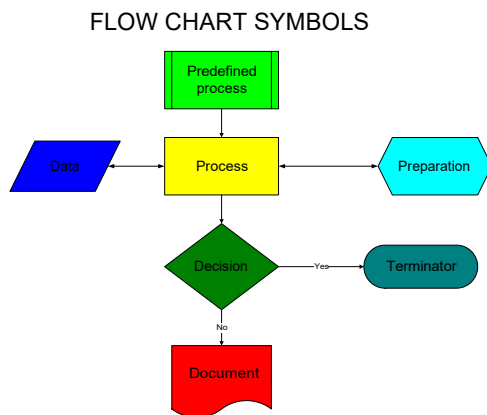 FLOW CHART SYMBOLS
Predefined
process
Data
Process
Preparation
Decision
Yes
Terminator
No
Document